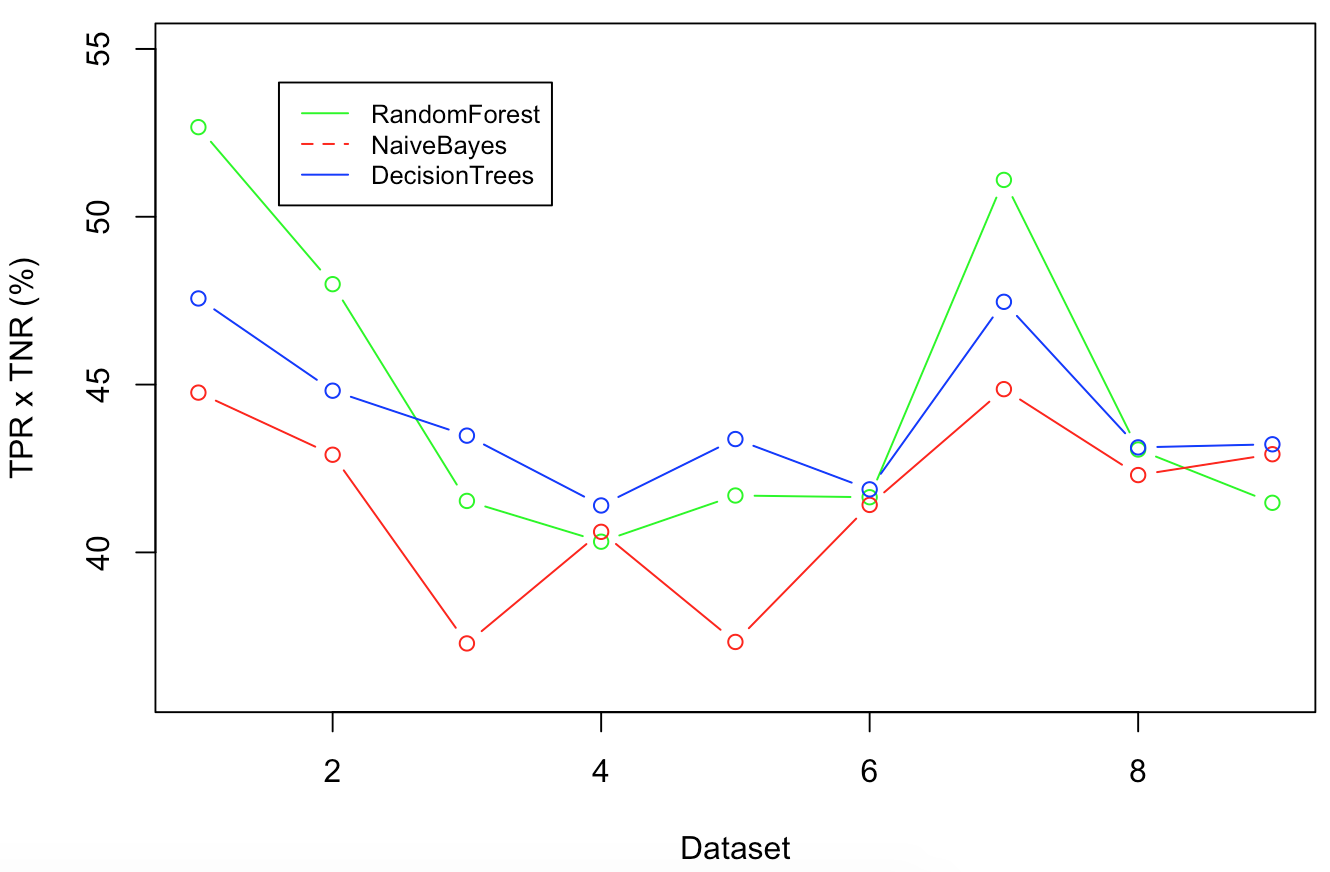 55
50
45
40
TPR x TNR (%)
RandomForest
NaiveBayes
DecisionTrees
2 4 6 8
Dataset